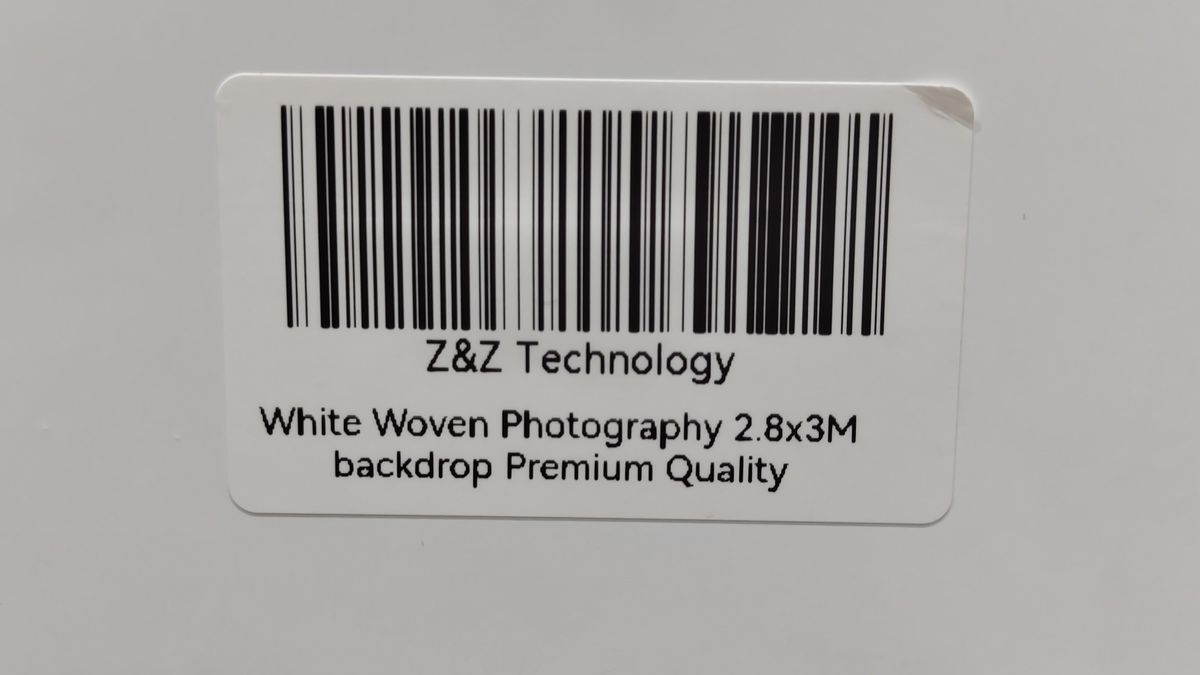 Z&Z Technology
White Woven Photography 2.8x3M
backdrop Premium Quality